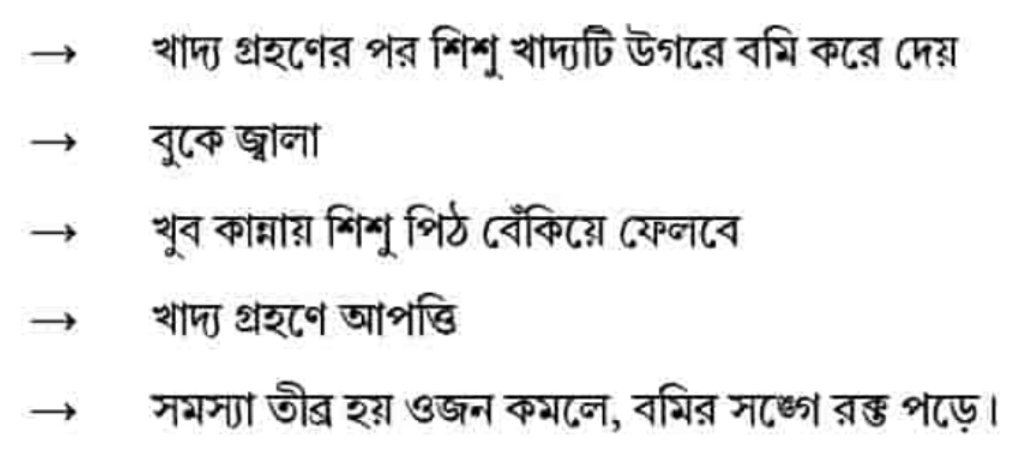 → খাদ্য গ্রহণের পর শিশু খাদ্যটি উগরে বমি করে দেয়
→ বুকে জ্বালা
→ খুব কান্নায় শিশু পিঠ বেঁকিয়ে ফেলবে
→ খাদ্য গ্রহণে আপত্তি
→ সমস্যা তীব্র হয় ওজন কমলে, বমির সঙ্গে রক্ত পড়ে।